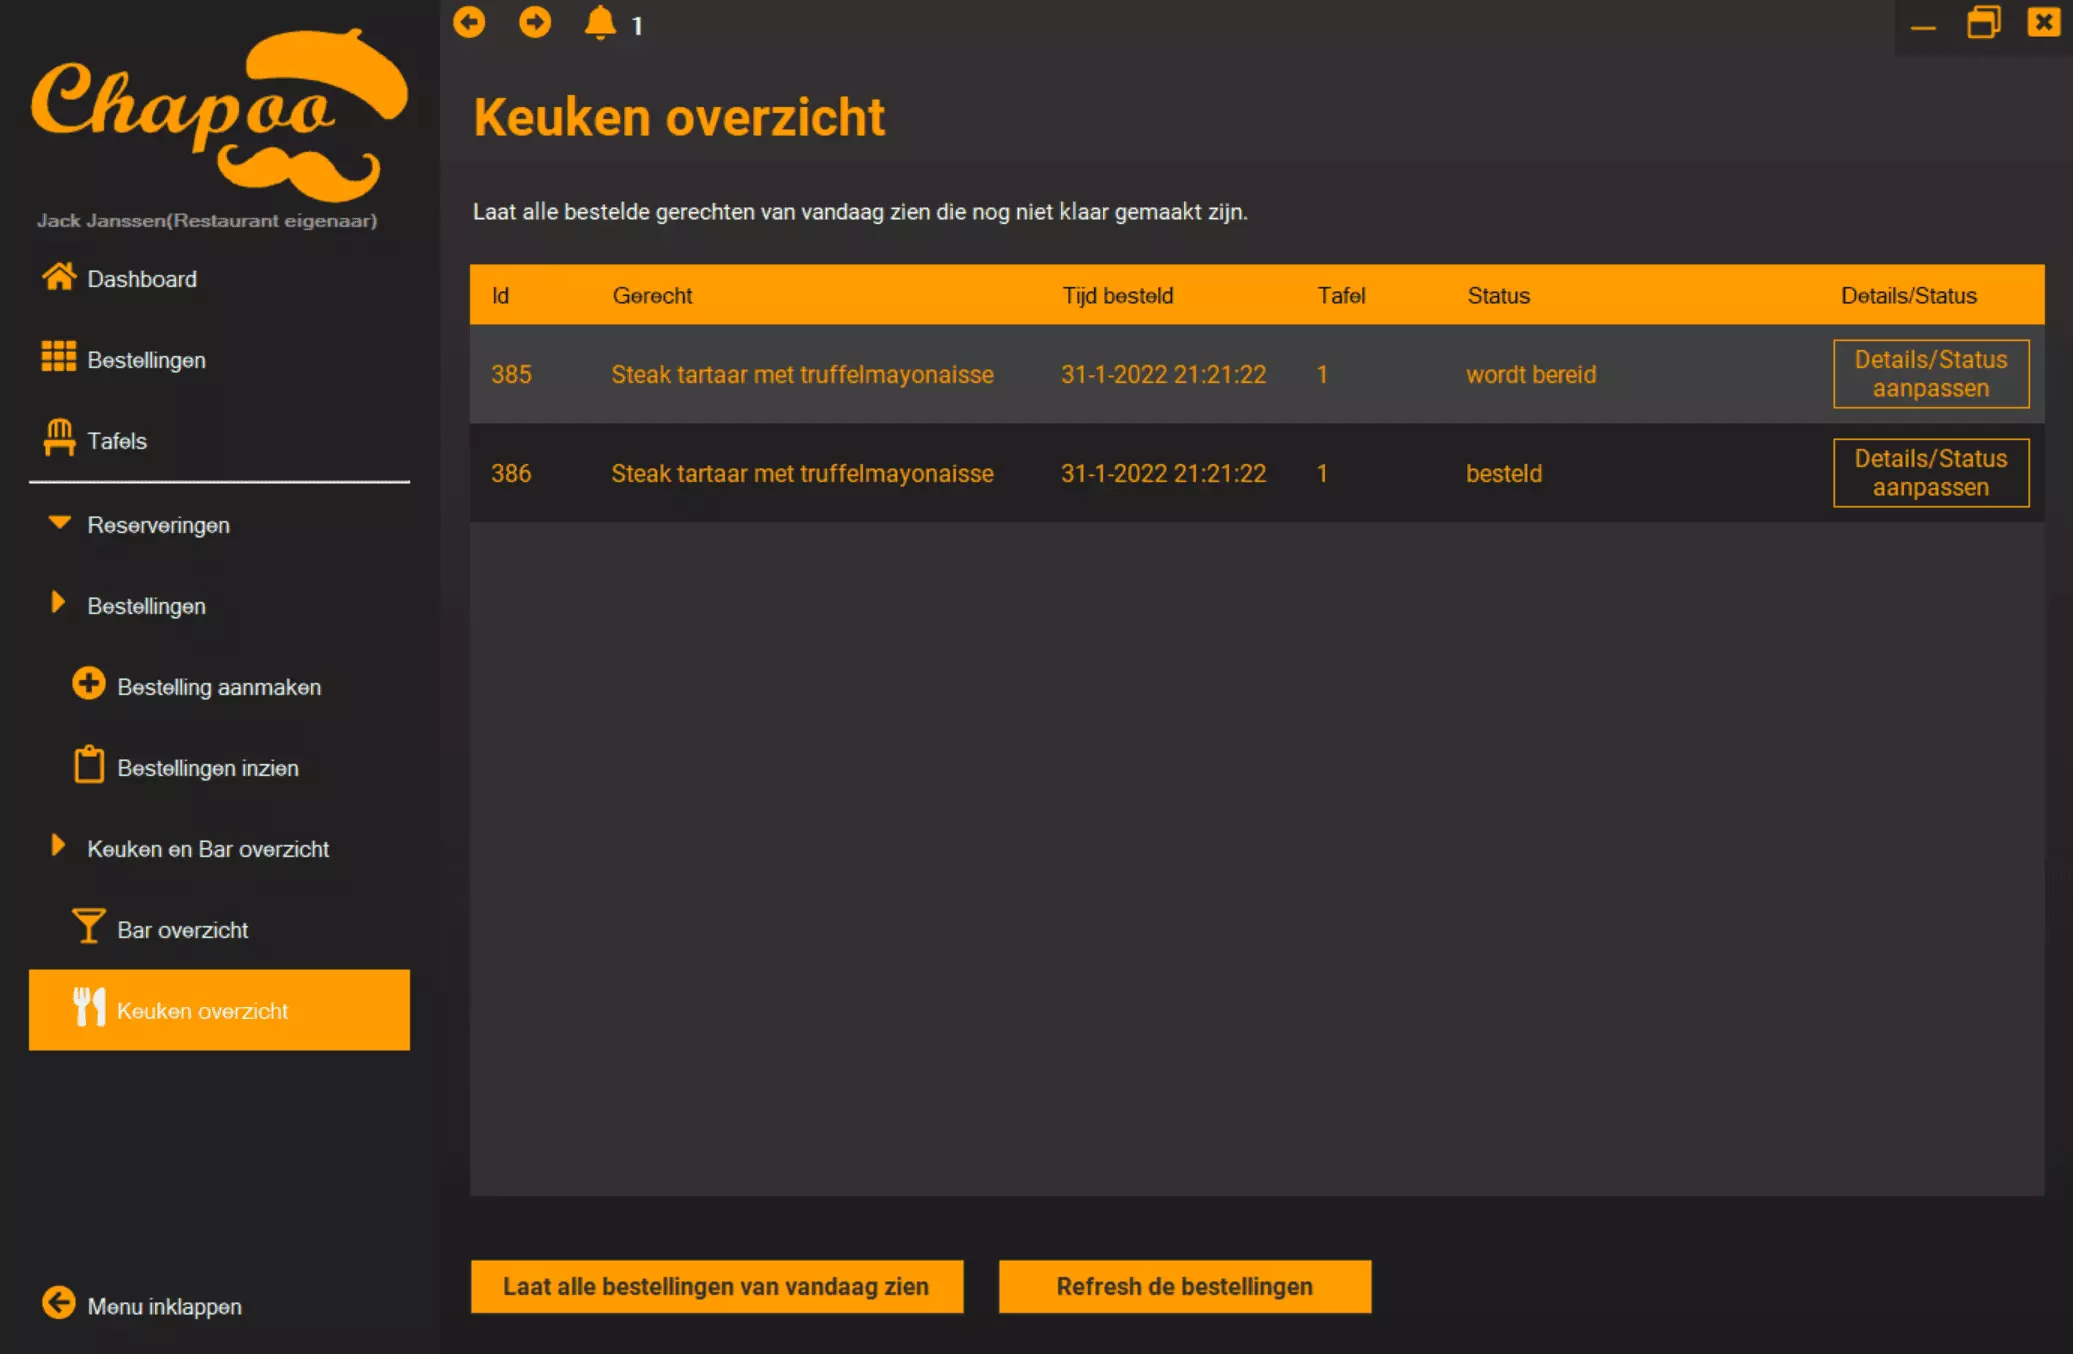 Chapoo
Jack Janssen(Restaurant eigenaar)
Dashboard
Bestellingen
Tafels
Reserveringen
Bestellingen
Bestelling aanmaken
Bestellingen inzien
Keuken en Bar overzicht
Bar overzicht
Keuken overzicht
Menu inklappen
1
Keuken overzicht
Laat alle bestelde gerechten van vandaag zien die nog niet klaar gemaakt zijn.
Id Gerecht Tijd besteld Tafel Status Details/Status
385 Steak tartaar met truffelmayonaisse 31-1-2022 21:21:22 1 wordt bereid Details/Status
aanpassen
386 Steak tartaar met truffelmayonaisse 31-1-2022 21:21:22 1 besteld Details/Status
aanpassen
Laat alle bestellingen van vandaag zien Refresh de bestellingen